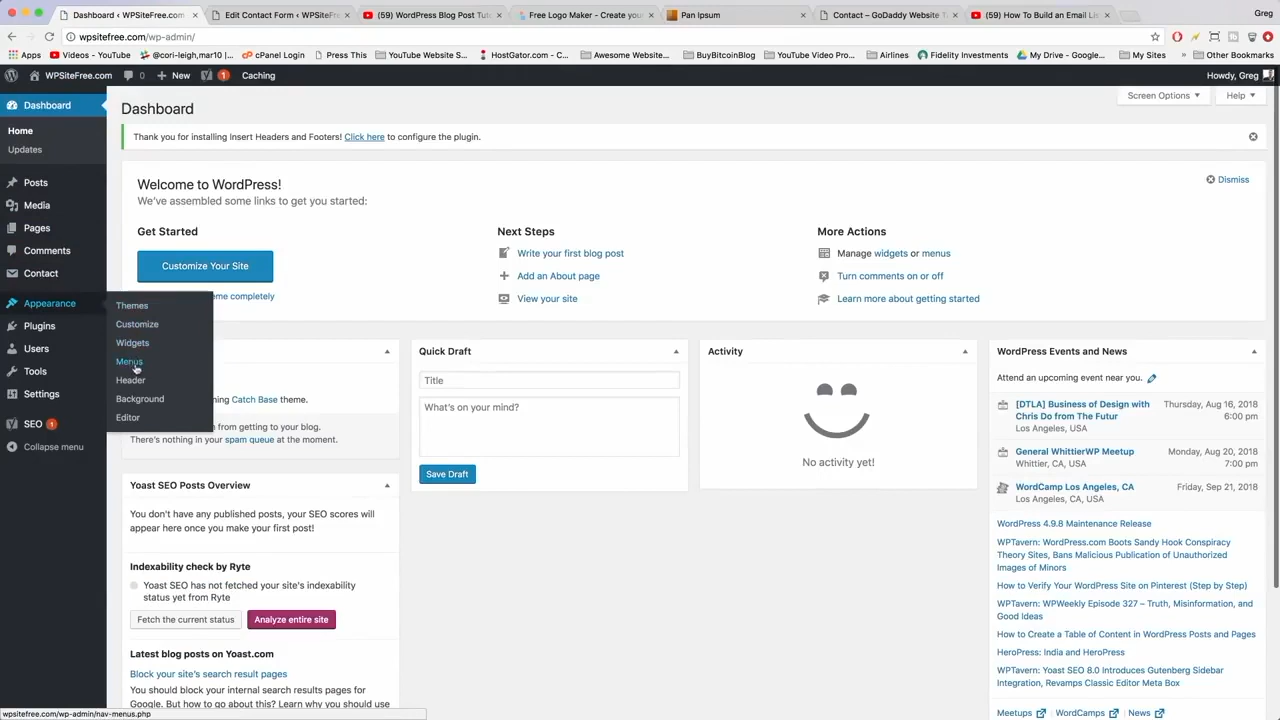 Dashboard ‹ WPSiteFree.com
Edit Contact Form ‹ WPSiteF
(59) WordPress Blog Post Tuto
Free Logo Maker - Create your
Pan Ipsum
Contact – GoDaddy Website T
(59) How To Build an Email Lis
Greg
wpsitefree.com/wp-admin/
Apps
Videos - YouTube
@cori-leigh,mar10 |
cPanel Login
Press This
YouTube Website S...
HostGator.com - C...
Awesome Website...
BuyBitcoinBlog
YouTube Video Pro...
Airlines
Fidelity Investments
My Drive - Google...
My Sites
Other Bookmarks
WPSiteFree.com
0
New
1
Caching
Howdy, Greg
Dashboard
Home
Updates
Posts
Media
Pages
Comments
Contact
Appearance
Plugins
Users
Tools
Settings
SEO 1
Collapse menu
Themes
Customize
Widgets
Menus
Header
Background
Editor
Dashboard
Screen Options
Help
Thank you for installing Insert Headers and Footers! Click here to configure the plugin.
Welcome to WordPress!
We've assembled some links to get you started:
Dismiss
Get Started
Customize Your Site
completely
Next Steps
Write your first blog post
Add an About page
View your site
More Actions
Manage widgets or menus
Turn comments on or off
Learn more about getting started
Catch Base theme.
from getting to your blog.
There's nothing in your spam queue at the moment.
Yoast SEO Posts Overview
You don't have any published posts, your SEO scores will
appear here once you make your first post!
Indexability check by Ryte
Yoast SEO has not fetched your site's indexability
status yet from Ryte
Fetch the current status
Analyze entire site
Latest blog posts on Yoast.com
Block your site's search result pages
You should block your internal search results pages for
Google. But how to go about this? Learn why you should use
Quick Draft
Title
What's on your mind?
Save Draft
Activity
No activity yet!
WordPress Events and News
Attend an upcoming event near you.
[DTLA] Business of Design with
Chris Do from The Futur
Los Angeles, USA
Thursday, Aug 16, 2018
6:00 pm
General WhittierWP Meetup
Whittier, CA, USA
Monday, Aug 20, 2018
7:00 pm
WordCamp Los Angeles, CA
Los Angeles, CA, USA
Friday, Sep 21, 2018
WordPress 4.9.8 Maintenance Release
WPTavern: WordPress.com Boots Sandy Hook Conspiracy
Theory Sites, Bans Malicious Publication of Unauthorized
Images of Minors
How to Verify Your WordPress Site on Pinterest (Step by Step)
WPTavern: WPWeekly Episode 327 – Truth, Misinformation, and
Good Ideas
How to Create a Table of Content in WordPress Posts and Pages
HeroPress: India and HeroPress
WPTavern: Yoast SEO 8.0 Introduces Gutenberg Sidebar
Integration, Revamps Classic Editor Meta Box
Meetups
WordCamps
News
wpsitefree.com/wp-admin/nav-menus.php